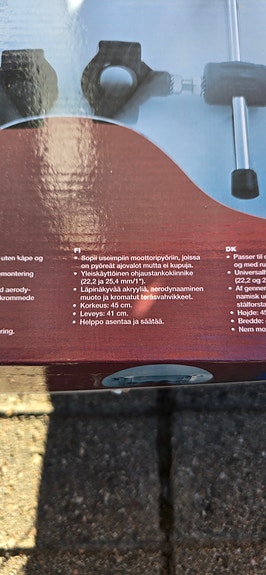 uten kåpe og
montering
d aerody-
krommede
ring.
FI
• Sopii useimpiin moottoripyöriin, joissa
on pyöreät ajovalot mutta ei kupuja.
• Yleiskäyttöinen ohjaustankokiinnike
(22,2 ja 25,4 mm/1").
• Läpinäkyvää akryyliä, aerodynaaminen
muoto ja kromatut teräsvahvikkeet.
• Korkeus: 45 cm.
• Leveys: 41 cm.
• Helppo asentaa ja säätää.
DK
• Passer til
og med ru
• Universalf
(22,2 og 2
• Af genner
namisk u
stålforsta
• Højde: 45
• Bredde:
• Nem mo